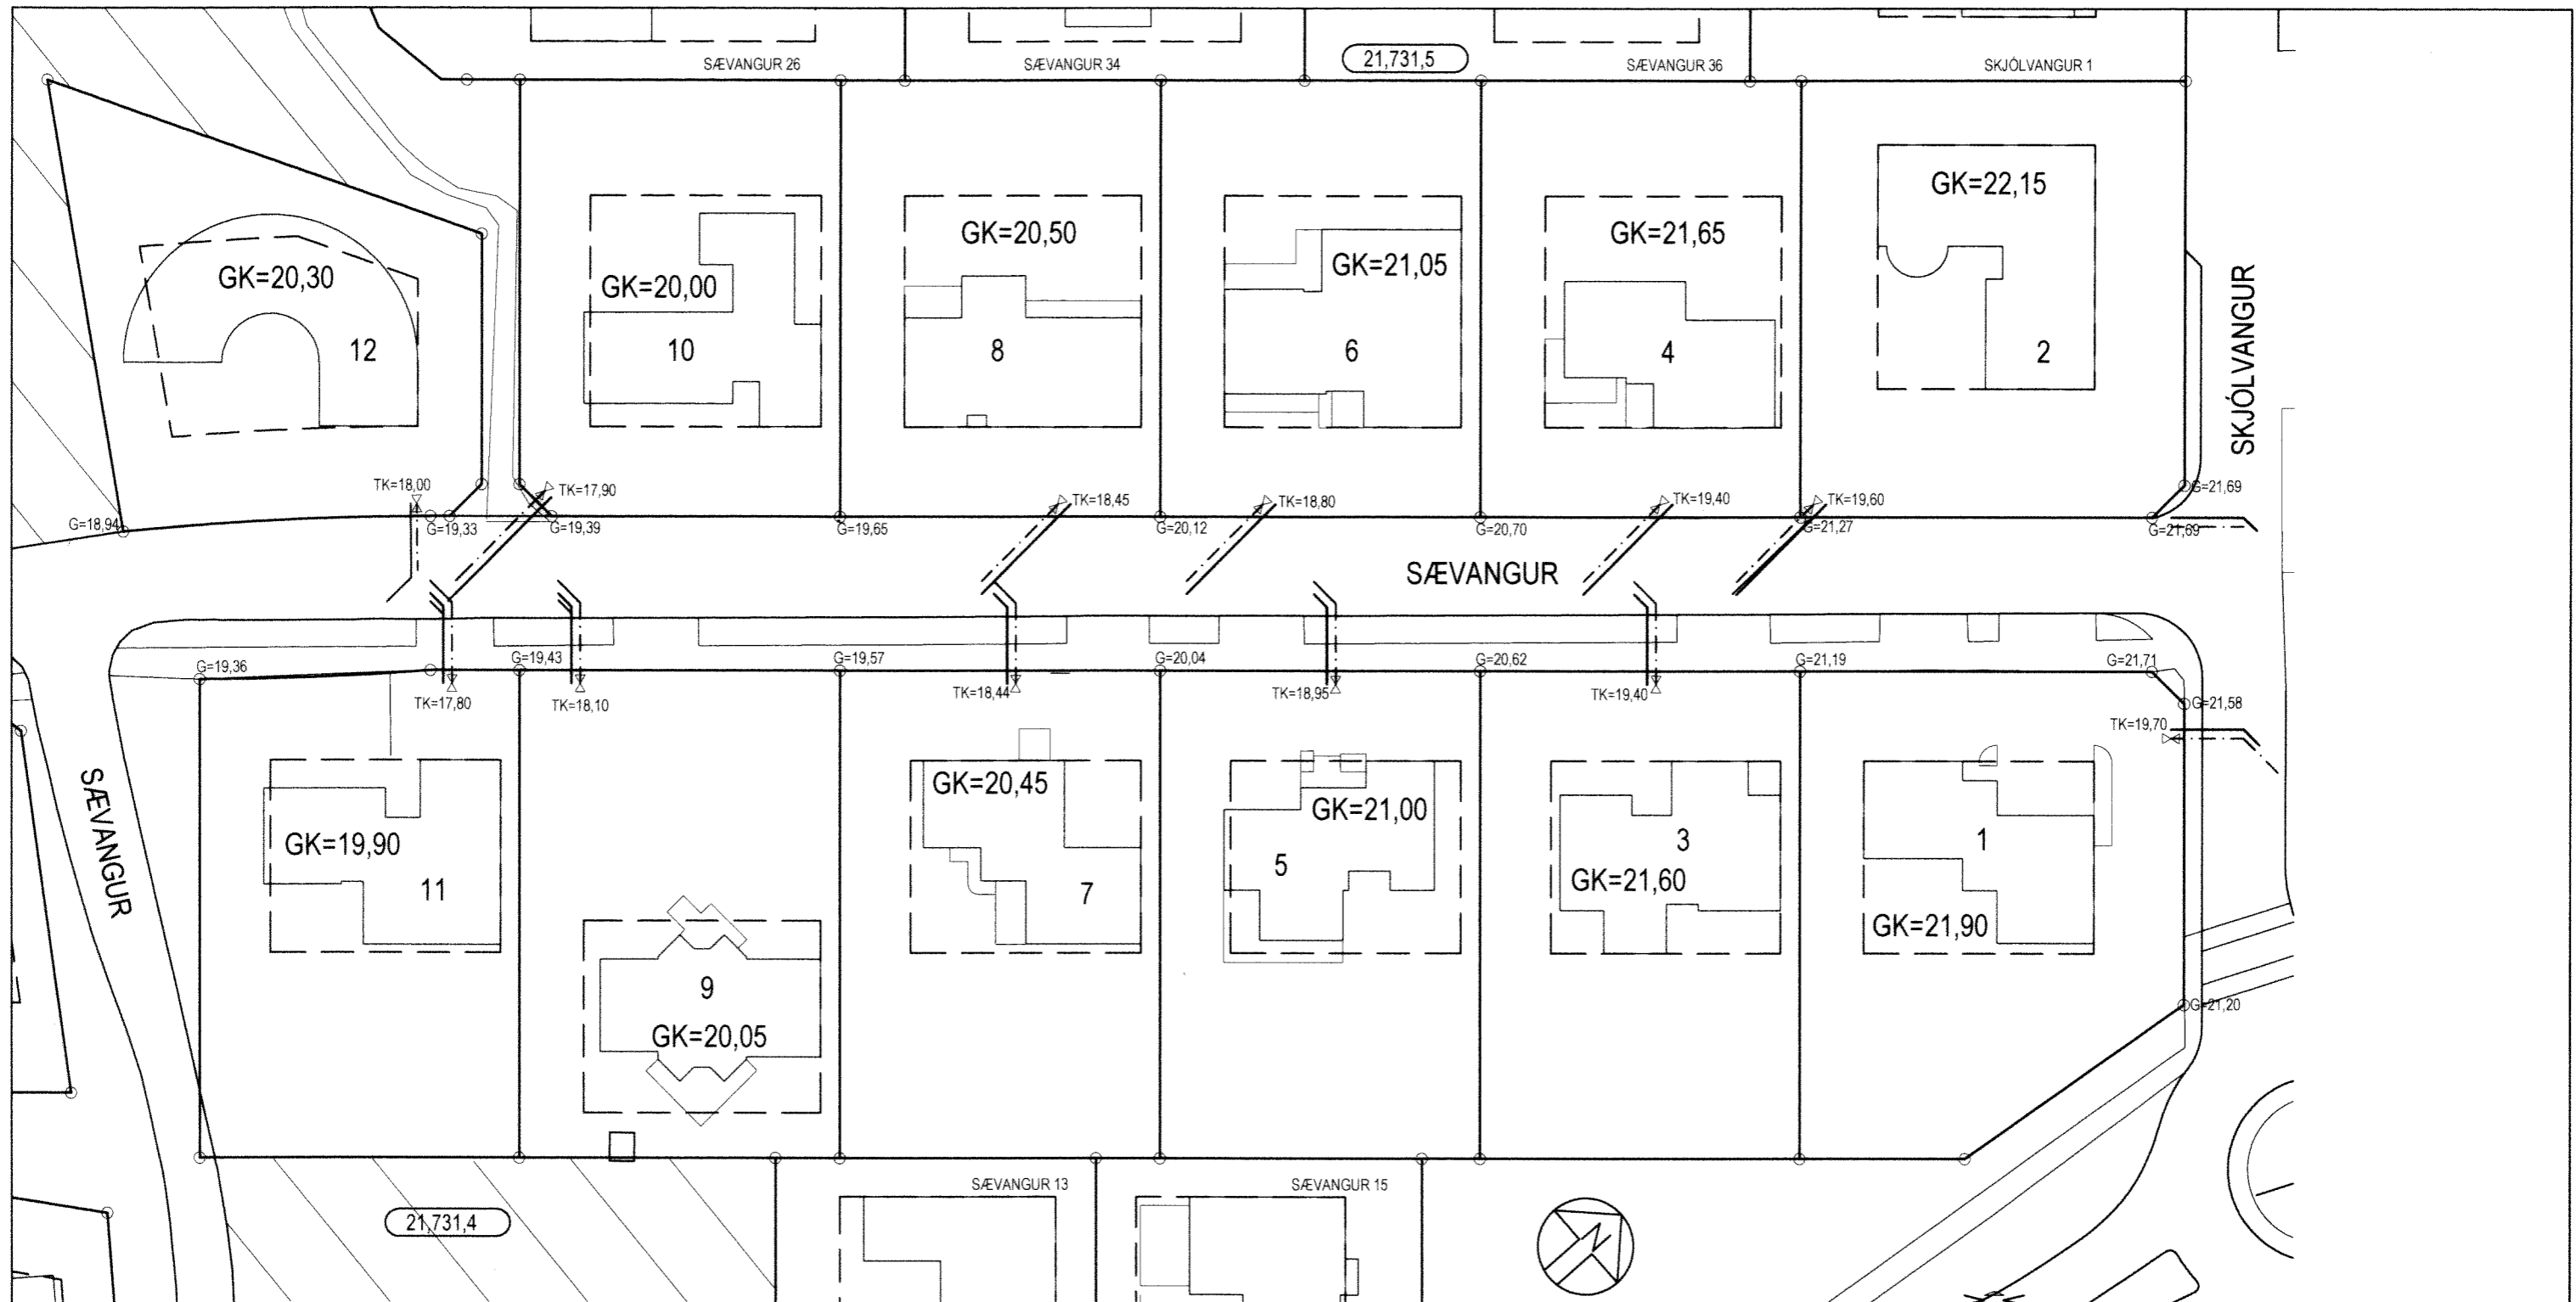 SÆVANGUR 26
SÆVANGUR 34
21,731,5
SÆVANGUR 36
SKJÓLVANGUR 1
GK=20,30
12
GK=20,00
10
GK=20,50
8
GK=21,05
6
GK=21,65
4
GK=22,15
2
SKJÓLVANGUR
TK=18,00
TK=17,90
TK=18,45
TK=18,80
TK=19,40
TK=19,60
G=21,69
G=18,94
G=19,33
G=19,39
G=19,65
G=20,12
G=20,70
G=21,27
G=21,69
SÆVANGUR
G=19,36
G=19,43
G=19,57
G=20,04
G=20,62
G=21,19
G=21,71
TK=17,80
TK=18,10
TK=18,44
TK=18,95
TK=19,40
G=21,58
TK=19,70
SÆVANGUR
GK=19,90
11
9
GK=20,05
GK=20,45
7
GK=21,00
5
3
GK=21,60
1
GK=21,90
G=21,20
SÆVANGUR 13
SÆVANGUR 15
21,731,4
N